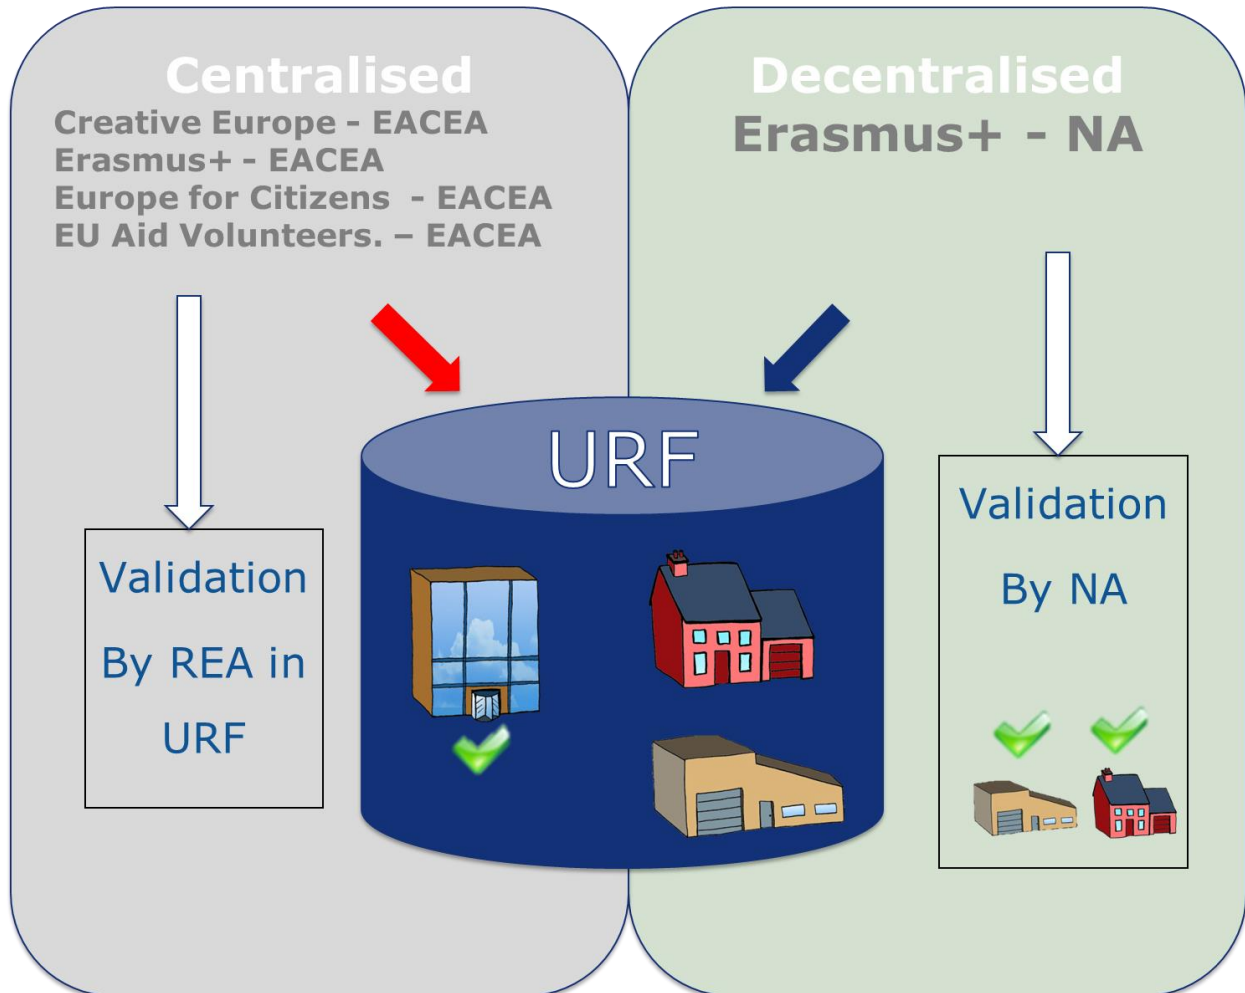 Centralised
Creative Europe - EACEA
Erasmus+ - EACEA
Europe for Citizens - EACEA
EU Aid Volunteers. – EACEA
Decentralised
Erasmus+ - NA
URF
Validation
By REA in
URF
Validation
By NA